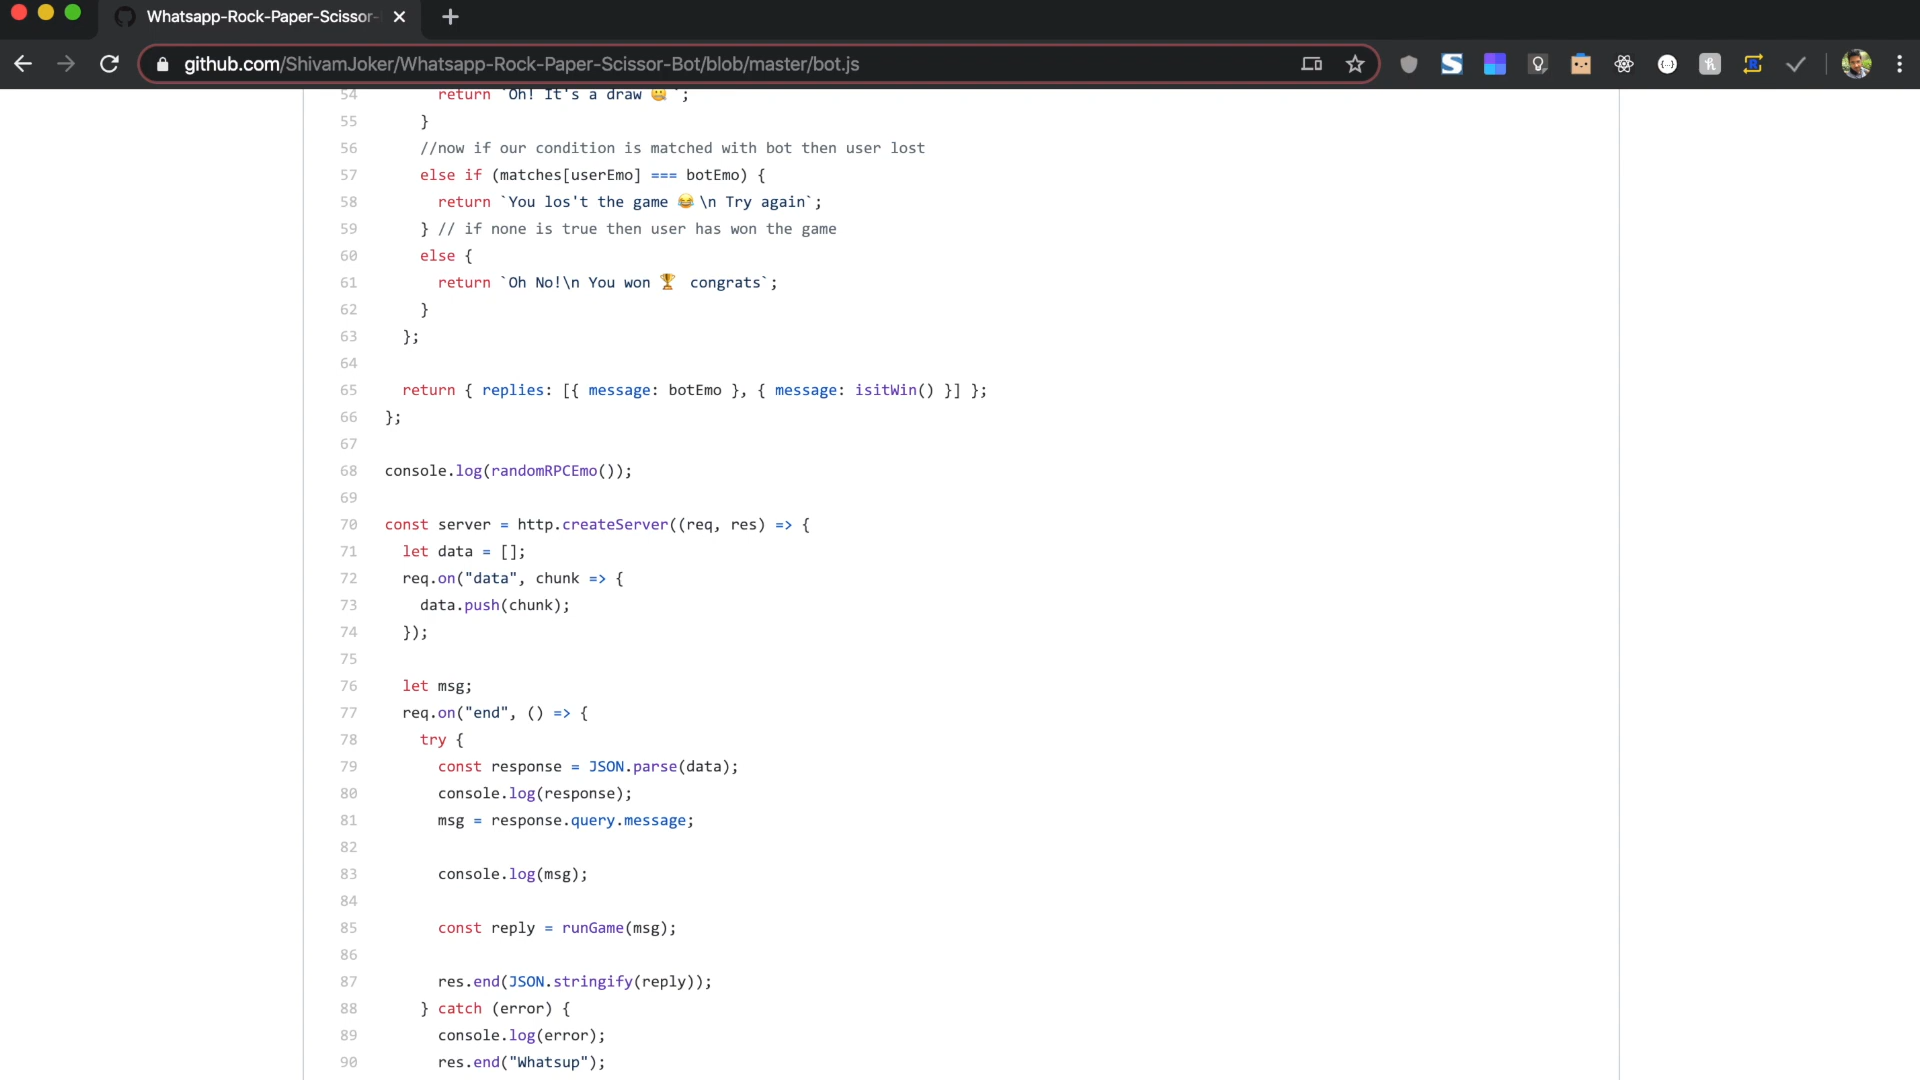 Whatsapp-Rock-Paper-Scissor-
github.com/ShivamJoker/Whatsapp-Rock-Paper-Scissor-Bot/blob/master/bot.js
54 return `Oh! It's a draw 🤐 `;
55 }
56 //now if our condition is matched with bot then user lost
57 else if (matches[userEmo] === botEmo) {
58 return `You los't the game 😂 \n Try again`;
59 } // if none is true then user has won the game
60 else {
61 return `Oh No!\n You won 🏆 congrats`;
62 }
63 };
64
65 return { replies: [{ message: botEmo }, { message: isitWin() }] };
66 };
67
68 console.log(randomRPCEmo());
69
70 const server = http.createServer((req, res) => {
71 let data = [];
72 req.on("data", chunk => {
73 data.push(chunk);
74 });
75
76 let msg;
77 req.on("end", () => {
78 try {
79 const response = JSON.parse(data);
80 console.log(response);
81 msg = response.query.message;
82
83 console.log(msg);
84
85 const reply = runGame(msg);
86
87 res.end(JSON.stringify(reply));
88 } catch (error) {
89 console.log(error);
90 res.end("Whatsup");